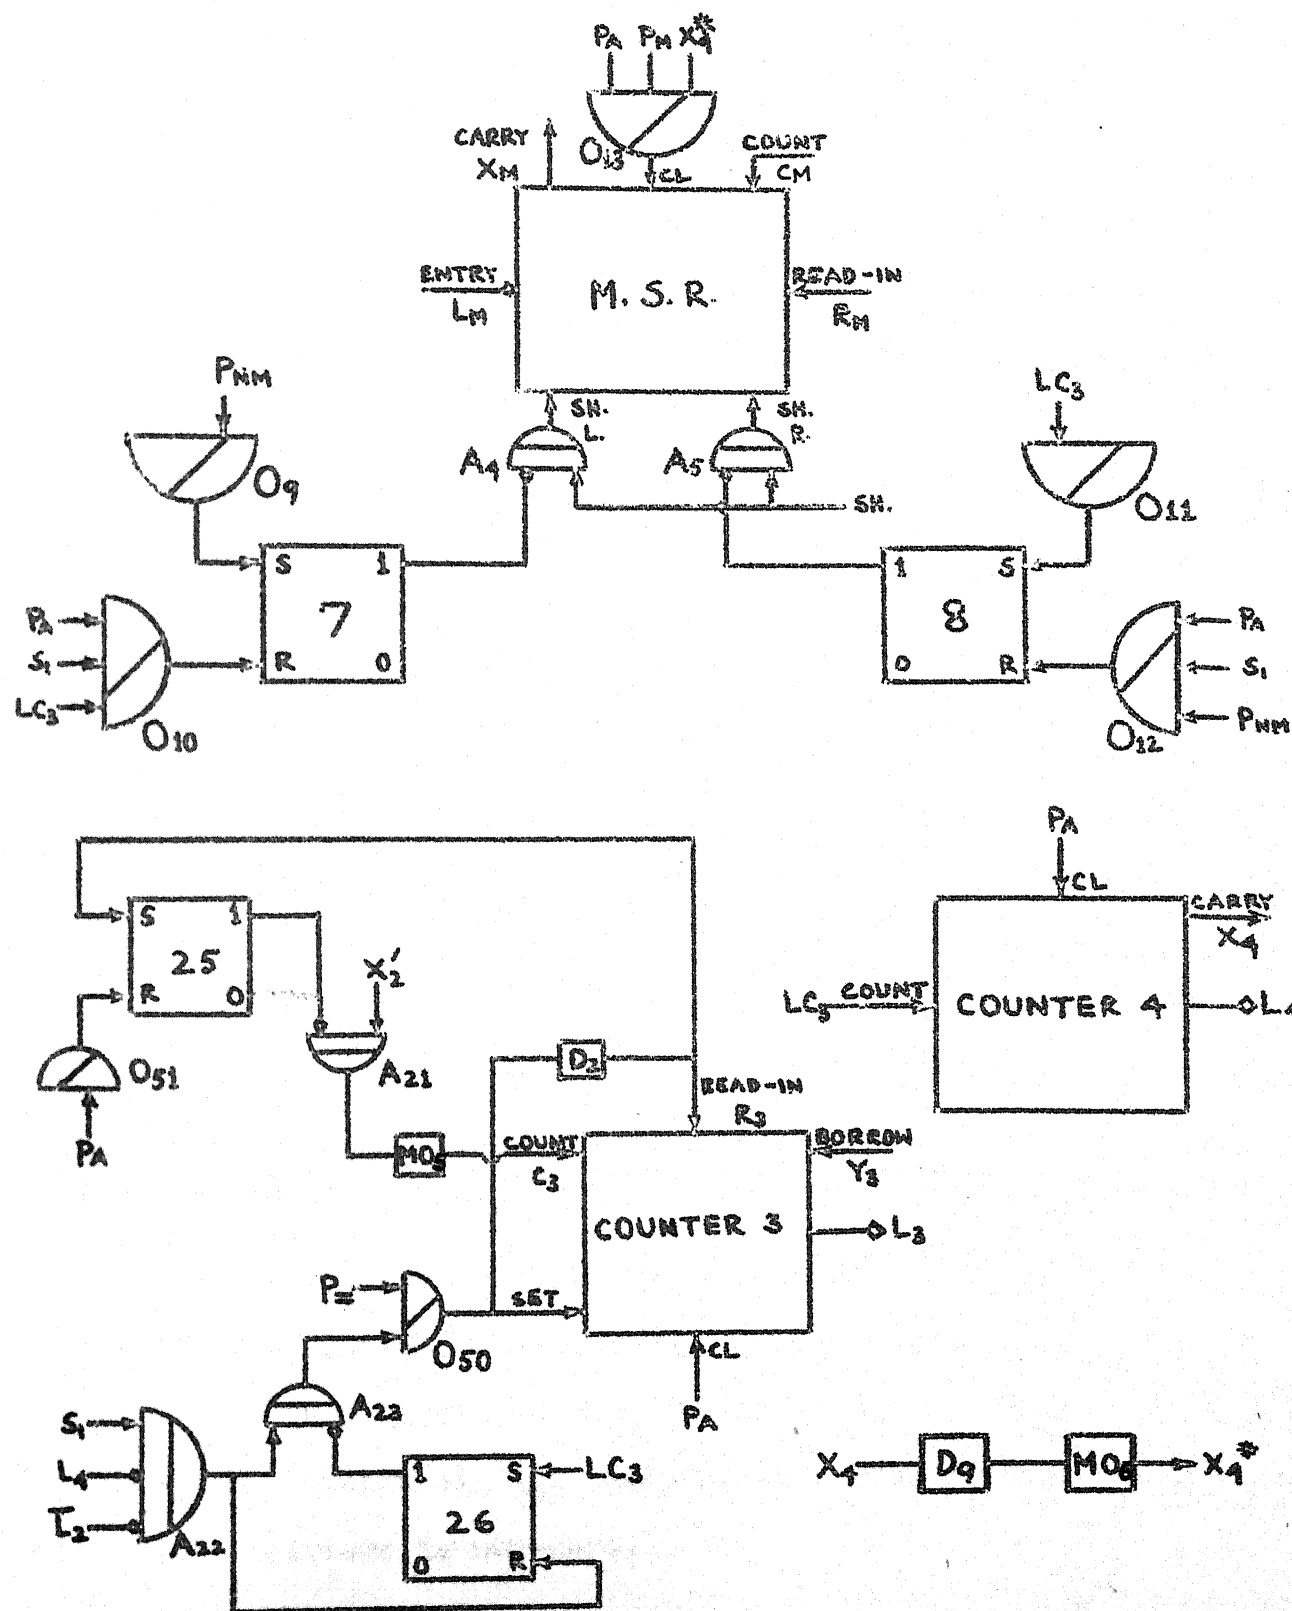 PA PM X4*
O13
CARRY
XM
CL
COUNT
CM
ENTRY
LM
M.S.R.
READ-IN
RM
PNM
O9
SH.
L.
A4
SH.
R.
A5
SH.
LC3
O11
S 1
7
R 0
PA
S1
LC3
O10
1 S
8
0 R
PA
S1
PNM
O12
S 1
25
R 0
X2'
A21
O51
PA
MO5
D2
READ-IN
R3
COUNT
C3
BORROW
Y3
COUNTER 3
L3
SET
CL
PA
P=
O50
A23
S1
L4
A22
1 S
26
0 R
LC3
PA
CL
CARRY
X4
LC3 COUNT
COUNTER 4
X4 D9 MO6 X4*